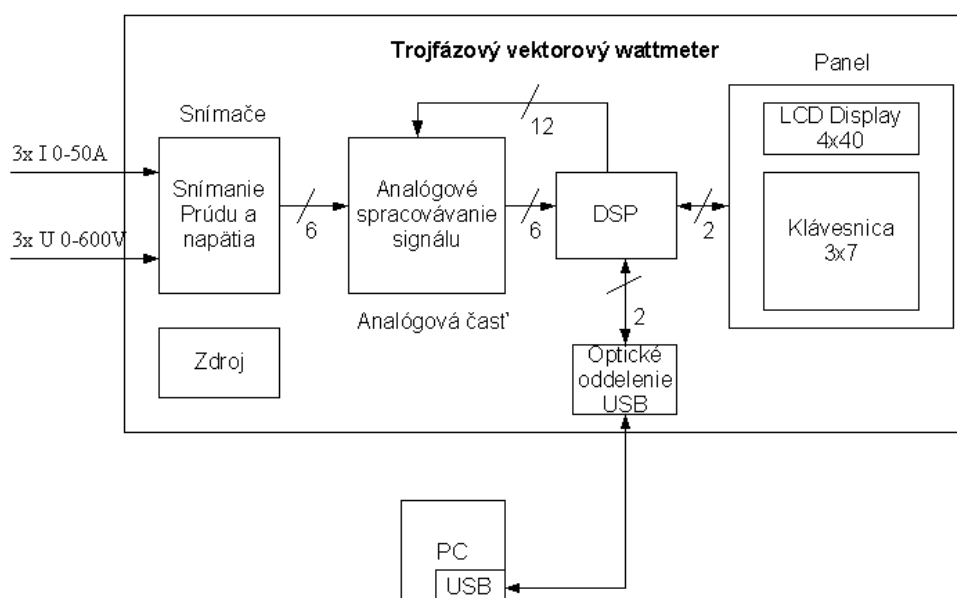 Trojfázový vektorový wattmeter
Panel
Snímače
12
LCD Display
4x40
3x I 0-50A
3x U 0-600V
Snímanie
Prúdu a
napätia
6
Analógové
spracovávanie
signálu
6
DSP
2
Klávesnica
3x7
Analógová časť
2
Zdroj
Optické
oddelenie
USB
PC
USB